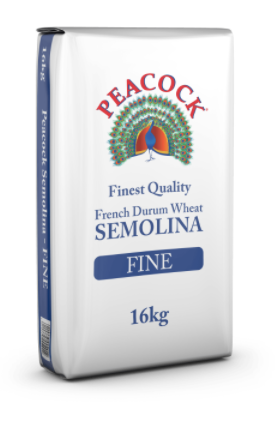 PEACOCK
Finest Quality
French Durum Wheat
SEMOLINA
FINE
16kg
16kg
Peacock Semolina - FINE